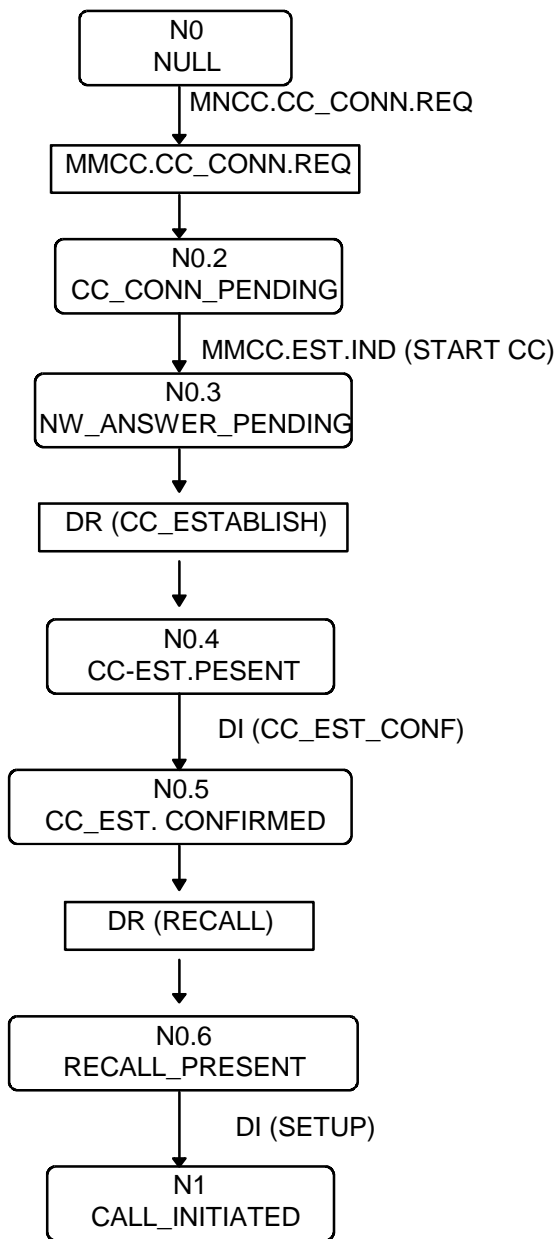 N0
NULL
MNCC.CC_CONN.REQ
MMCC.CC_CONN.REQ
N0.2
CC_CONN_PENDING
MMCC.EST.IND (START CC)
N0.3
NW_ANSWER_PENDING
DR (CC_ESTABLISH)
N0.4
CC-EST.PESENT
DI (CC_EST_CONF)
N0.5
CC_EST. CONFIRMED
DR (RECALL)
N0.6
RECALL_PRESENT
DI (SETUP)
N1
CALL_INITIATED